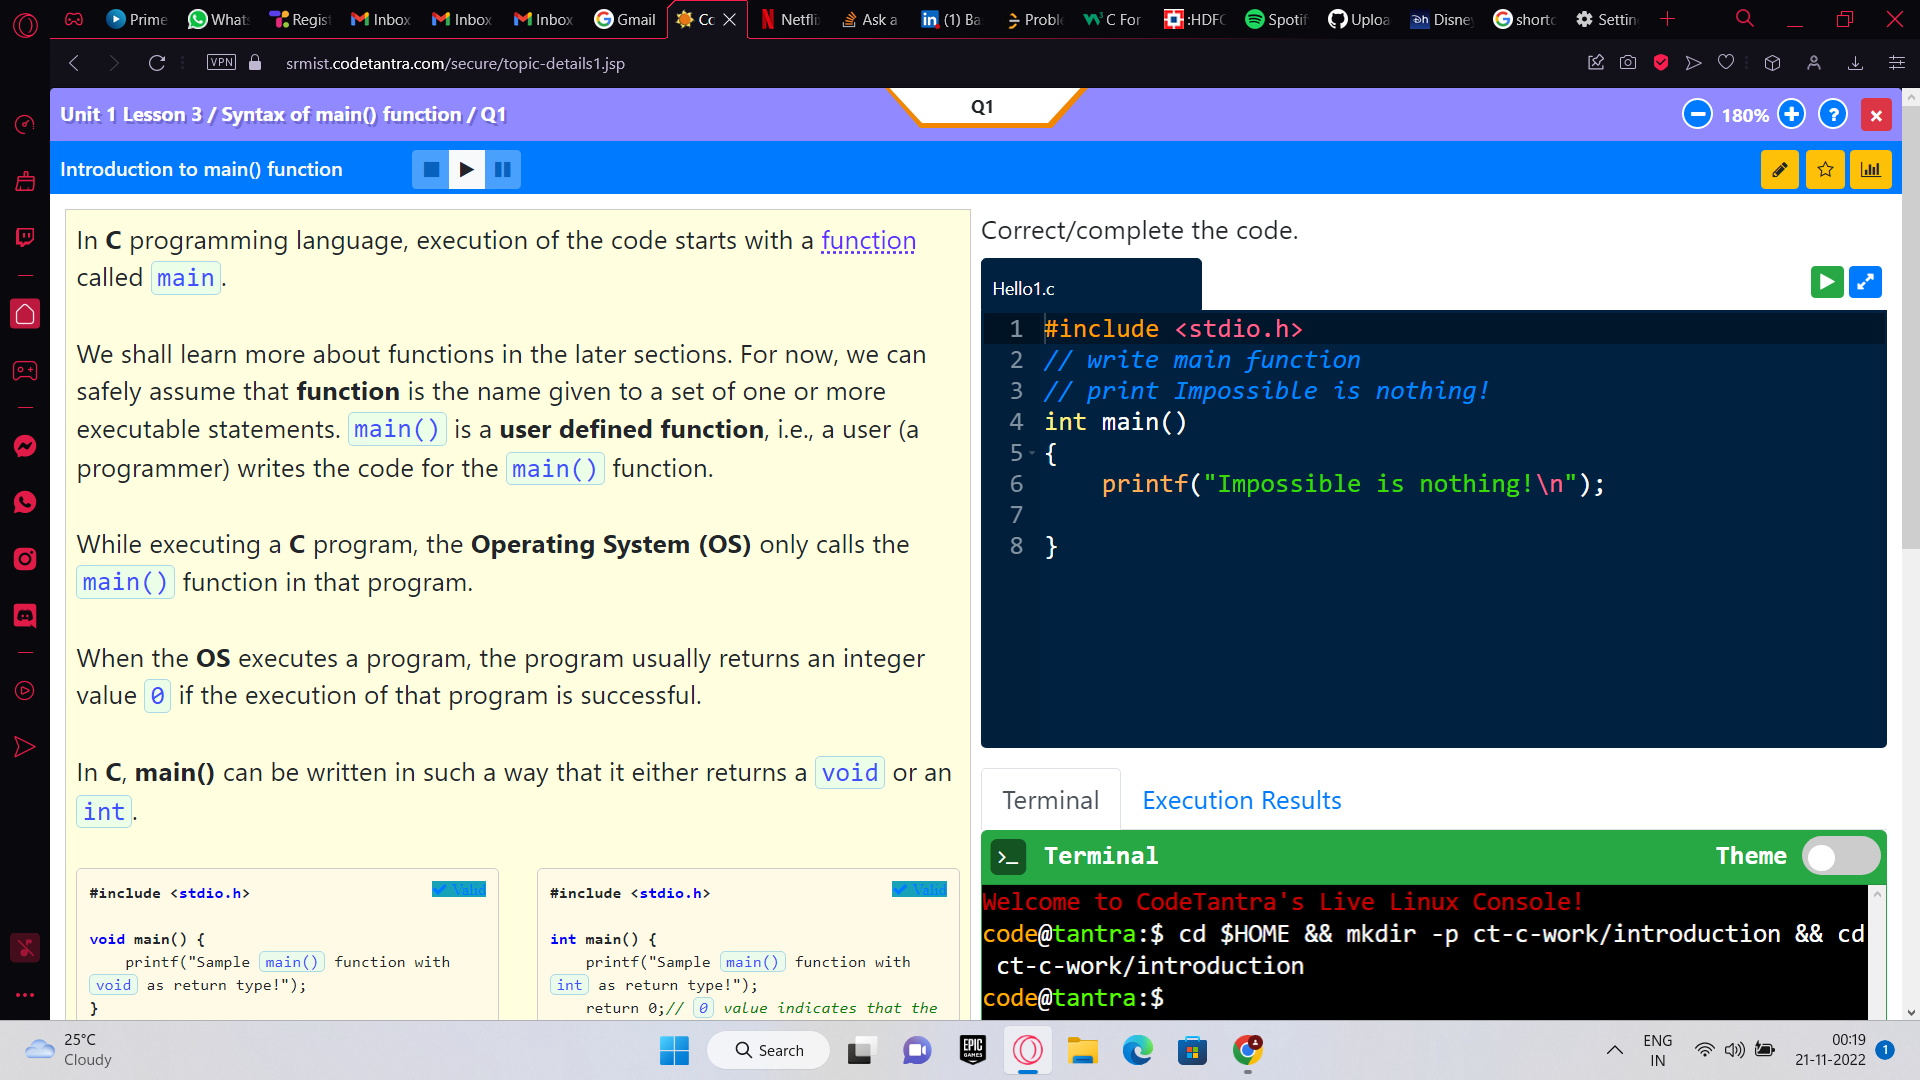 Prime
What
Regist
Inbox
Inbox
Inbox
Gmail
Co
Netfli
Ask a
(1) Ba
Proble
C For
:HDFC
Spotif
Uploa
Disne
shortc
Settin
VPN
srmist.codetantra.com/secure/topic-details1.jsp
Unit 1 Lesson 3 / Syntax of main() function / Q1
Q1
180%
Introduction to main() function
In C programming language, execution of the code starts with a function
called main.
We shall learn more about functions in the later sections. For now, we can
safely assume that function is the name given to a set of one or more
executable statements. main() is a user defined function, i.e., a user (a
programmer) writes the code for the main() function.
While executing a C program, the Operating System (OS) only calls the
main() function in that program.
When the OS executes a program, the program usually returns an integer
value 0 if the execution of that program is successful.
In C, main() can be written in such a way that it either returns a void or an
int.
#include <stdio.h>
Valid
void main() {
printf("Sample main() function with
void as return type!");
}
#include <stdio.h>
Valid
int main() {
printf("Sample main() function with
int as return type!");
return 0;// 0 value indicates that the
Correct/complete the code.
Hello1.c
1 #include <stdio.h>
2 // write main function
3 // print Impossible is nothing!
4 int main()
5 {
6 printf("Impossible is nothing!\n");
7
8 }
Terminal
Execution Results
Terminal
Theme
Welcome to CodeTantra's Live Linux Console!
code@tantra:$ cd $HOME && mkdir -p ct-c-work/introduction && cd
ct-c-work/introduction
code@tantra:$
25°C
Cloudy
Search
EPIC GAMES
ENG
IN
00:19
21-11-2022
1